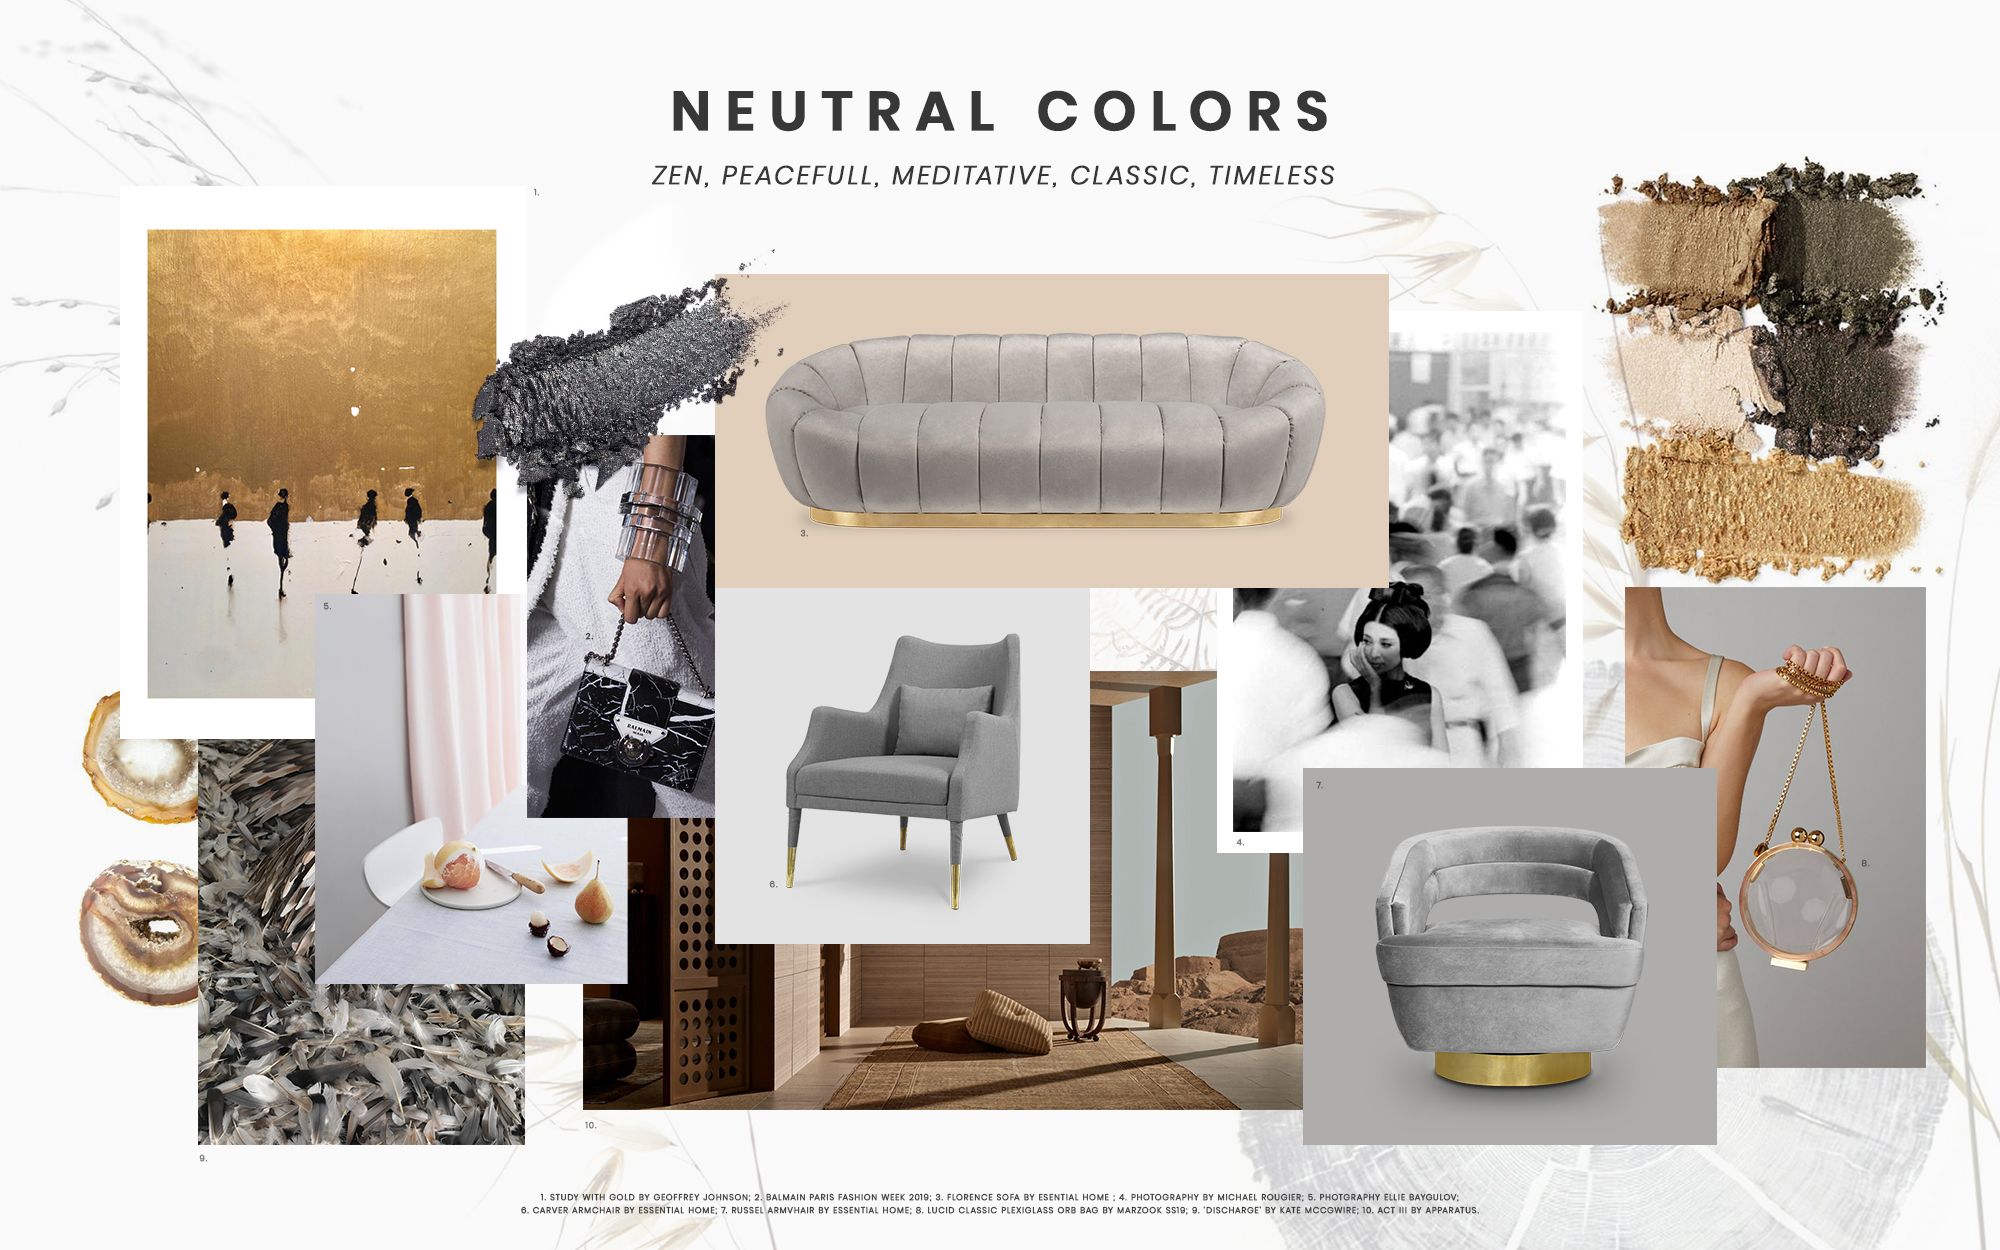 NEUTRAL COLORS
ZEN, PEACEFULL, MEDITATIVE, CLASSIC, TIMELESS
1.
3.
5.
2.
BALMAIN
PARIS
6.
4.
7.
8.
10.
9.
1. STUDY WITH GOLD BY GEOFFREY JOHNSON; 2. BALMAIN PARIS FASHION WEEK 2019; 3. FLORENCE SOFA BY ESENTIAL HOME ; 4. PHOTOGRAPHY BY MICHAEL ROUGIER; 5. PHOTGRAPHY ELLIE BAYGULOV;
6. CARVER ARMCHAIR BY ESSENTIAL HOME; 7. RUSSEL ARMVHAIR BY ESSENTIAL HOME; 8. LUCID CLASSIC PLEXIGLASS ORB BAG BY MARZOOK SS19; 9. 'DISCHARGE' BY KATE MCCGWIRE; 10. ACT III BY APPARATUS.